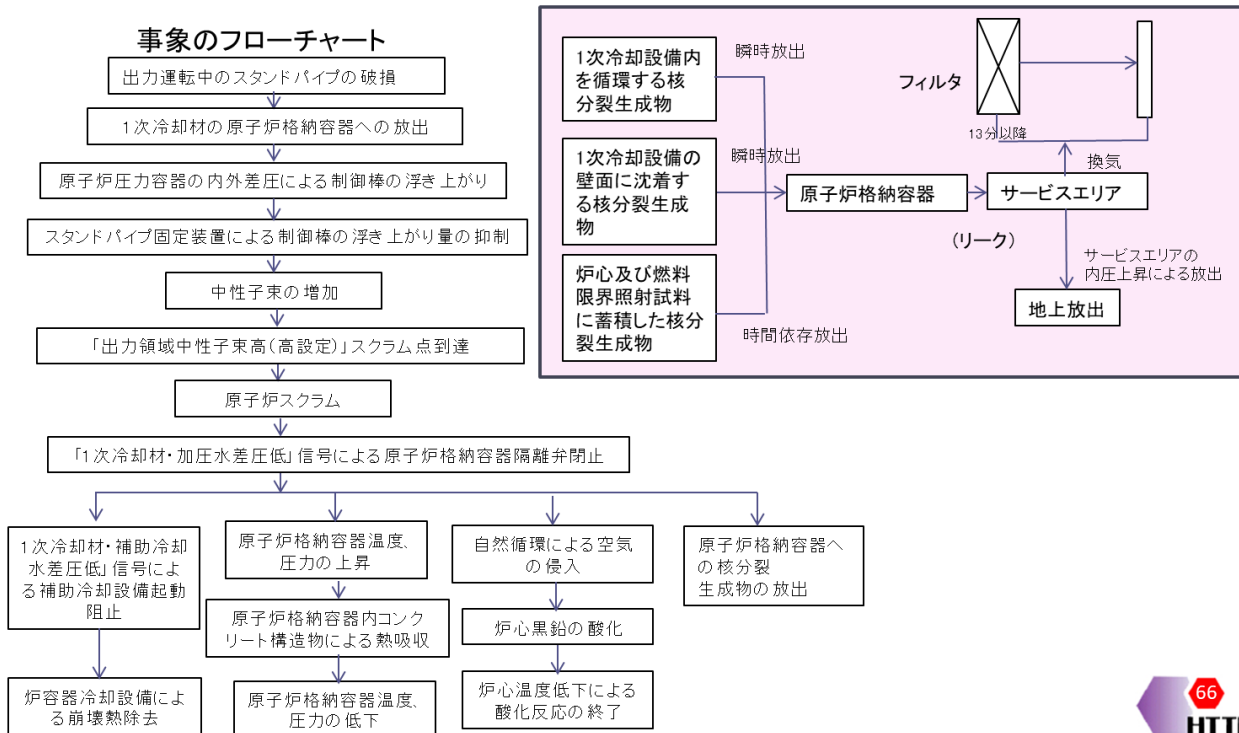 事象のフローチャート
出力運転中のスタンドパイプの破損
1次冷却材の原子炉格納容器への放出
原子炉圧力容器の内外差圧による制御棒の浮き上がり
スタンドパイプ固定装置による制御棒の浮き上がり量の抑制
中性子束の増加
「出力領域中性子束高(高設定)」スクラム点到達
原子炉スクラム
「1次冷却材・加圧水差圧低」信号による原子炉格納容器隔離弁閉止
1次冷却材・補助冷却
水差圧低」信号によ
る補助冷却設備起動
阻止
炉容器冷却設備によ
る崩壊熱除去
原子炉格納容器温度、
圧力の上昇
原子炉格納容器内コンク
リート構造物による熱吸収
原子炉格納容器温度、
圧力の低下
自然循環による空気
の侵入
炉心黒鉛の酸化
炉心温度低下による
酸化反応の終了
原子炉格納容器へ
の核分裂
生成物の放出
1次冷却設備内
を循環する核
分裂生成物
瞬時放出
1次冷却設備の
壁面に沈着す
る核分裂生成
物
瞬時放出
炉心及び燃料
限界照射試料
に蓄積した核分
裂生成物
時間依存放出
原子炉格納容器
(リーク)
サービスエリア
フィルタ
13分以降
換気
サービスエリアの
内圧上昇による放出
地上放出
66